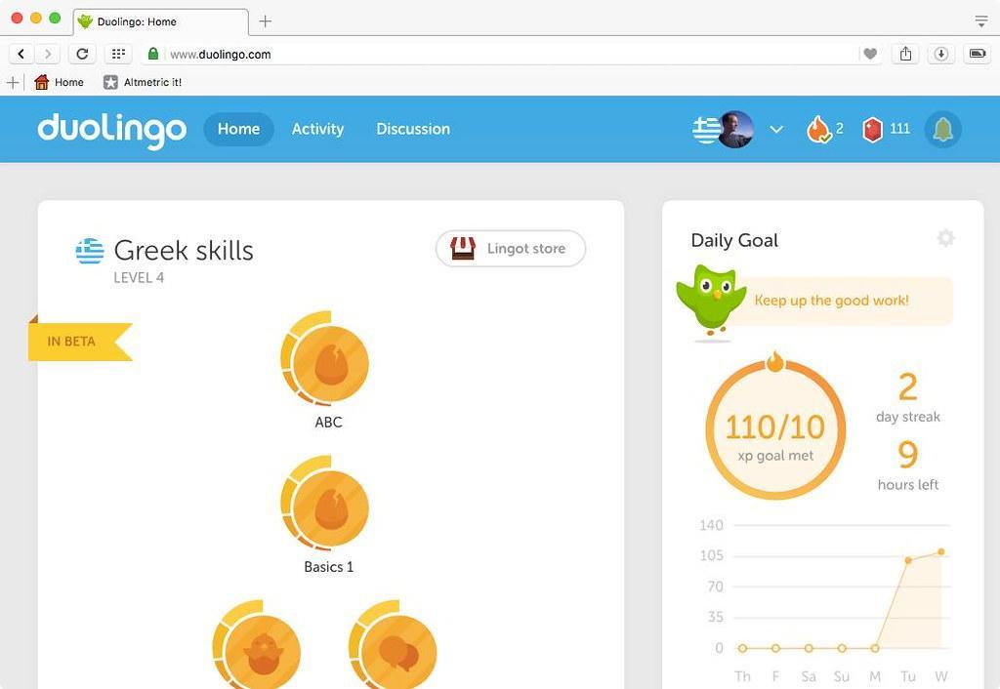 Duolingo: Home
www.duolingo.com
Home
Altmetric it!
duolingo
Home
Activity
Discussion
2
111
Greek skills
LEVEL 4
Lingot store
IN BETA
ABC
Basics 1
Daily Goal
Keep up the good work!
110/10
xp goal met
2
day streak
9
hours left
140
105
70
35
0
Th F Sa Su M Tu W